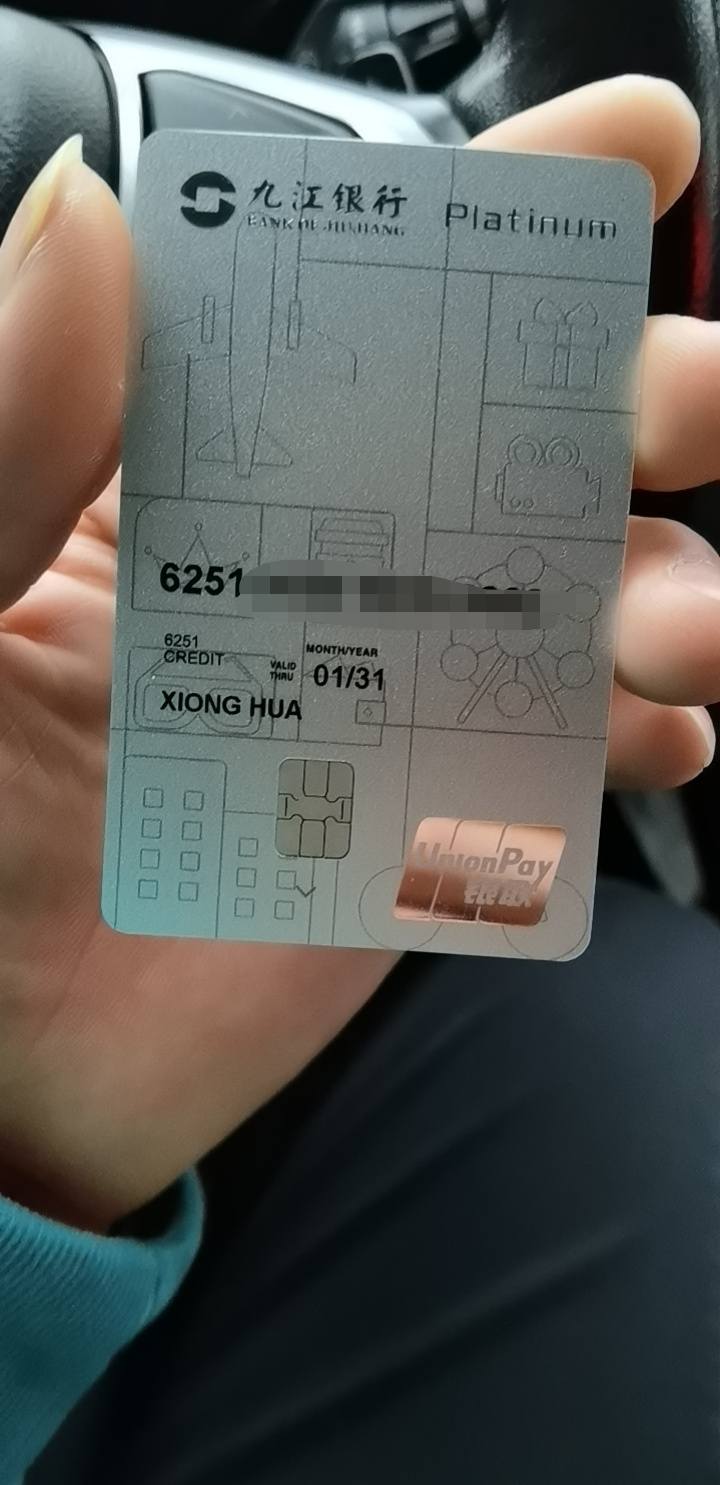 九江银行 Platinum
BANK OF JIUJIANG
6251
6251
CREDIT
MONTH/YEAR
VALID
THRU 01/31
XIONG HUA
UnionPay
银联